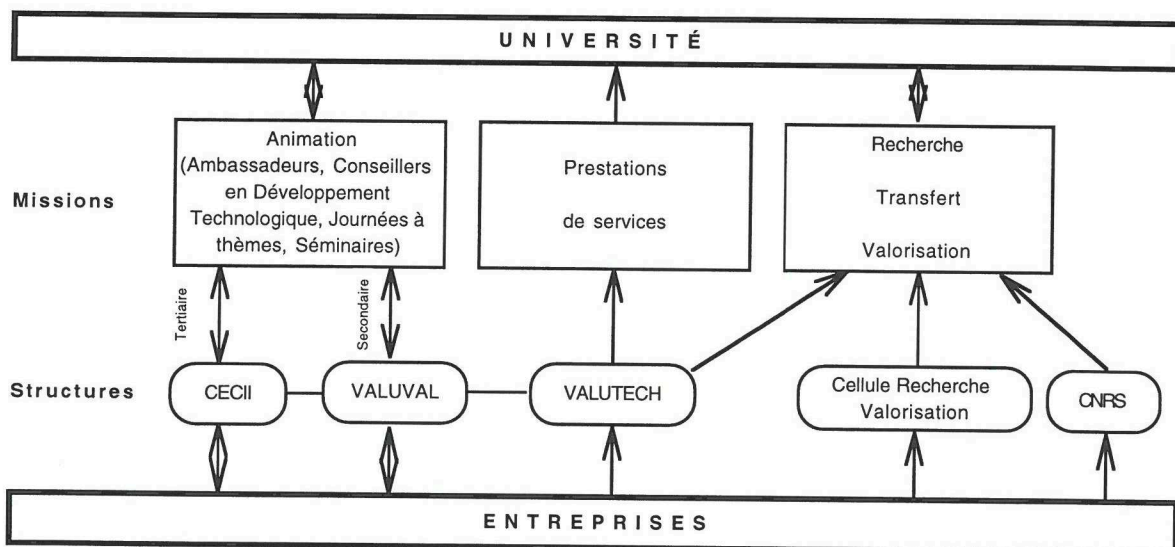 UNIVERSITÉ
Missions
Animation
(Ambassadeurs, Conseillers
en Développement
Technologique, Journées à
thèmes, Séminaires)
Prestations
de services
Recherche
Transfert
Valorisation
Tertiaire
Secondaire
Structures
CECII
VALUVAL
VALUTECH
Cellule Recherche
Valorisation
CNRS
ENTREPRISES